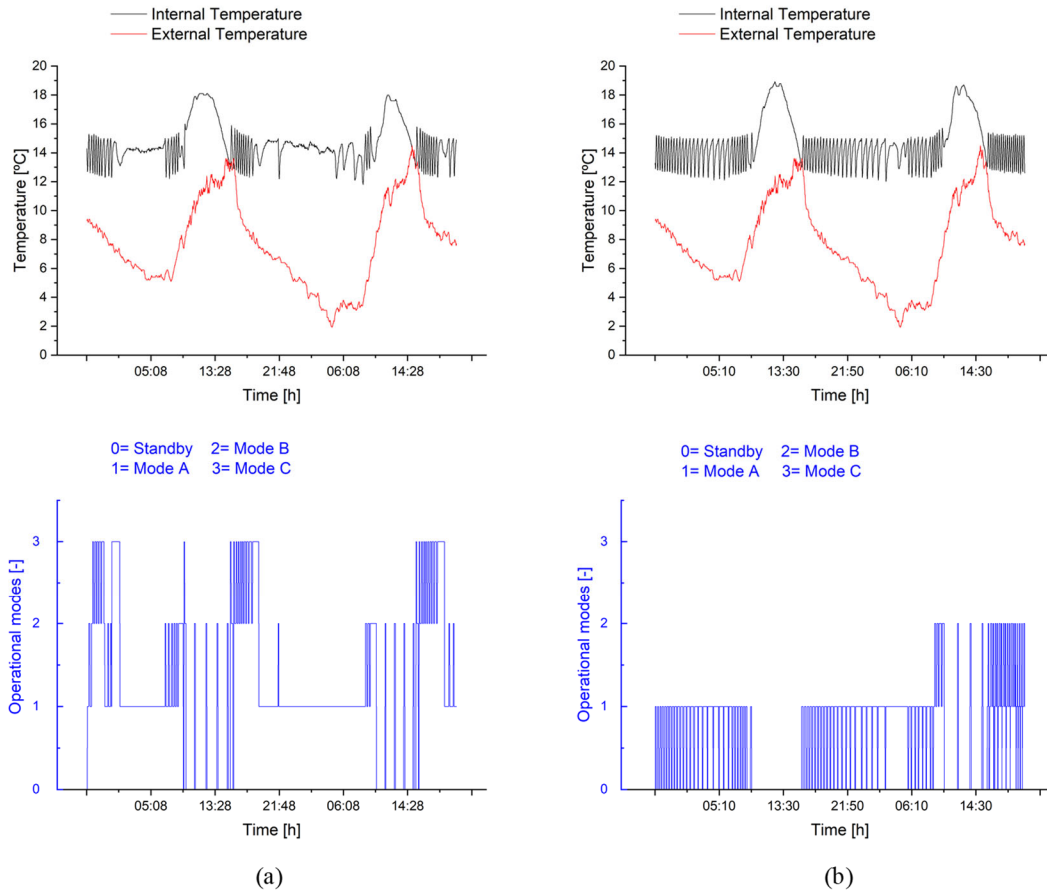 Internal Temperature
External Temperature
20
18
16
14
12
10
8
6
4
2
0
Temperature [ºC]
05:08 13:28 21:48 06:08 14:28
Time [h]
Internal Temperature
External Temperature
20
18
16
14
12
10
8
6
4
2
0
Temperature [ºC]
05:10 13:30 21:50 06:10 14:30
Time [h]
0= Standby 2= Mode B
1= Mode A 3= Mode C
3
2
1
0
Operational modes [-]
05:08 13:28 21:48 06:08 14:28
Time [h]
(a)
0= Standby 2= Mode B
1= Mode A 3= Mode C
3
2
1
0
Operational modes [-]
05:10 13:30 21:50 06:10 14:30
Time [h]
(b)